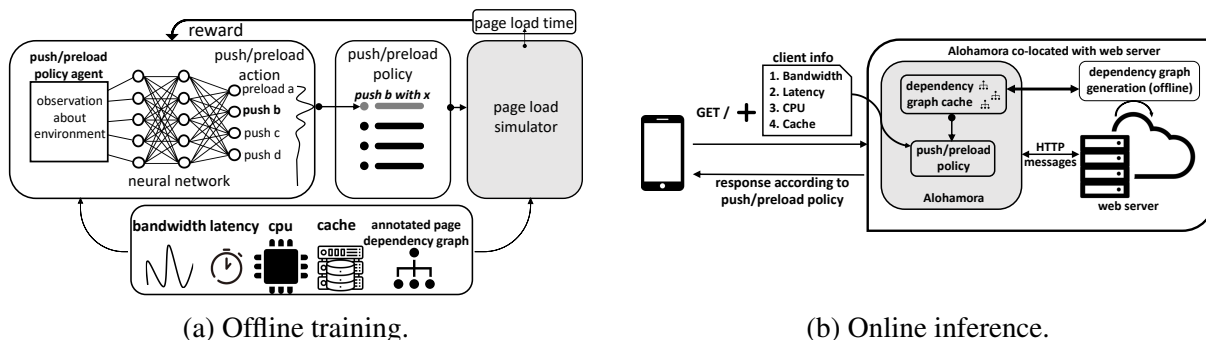 reward
page load time
push/preload
policy agent
observation
about
environment
neural network
push/preload
action
preload a
push b
push c
push d
push/preload
policy
push b with x
page load
simulator
bandwidth latency cpu cache annotated page
dependency graph
(a) Offline training.
Alohamora co-located with web server
client info
1. Bandwidth
2. Latency
3. CPU
4. Cache
GET / +
dependency
graph cache
dependency graph
generation (offline)
push/preload
policy
HTTP
messages
response according to
push/preload policy
Alohamora
web server
(b) Online inference.